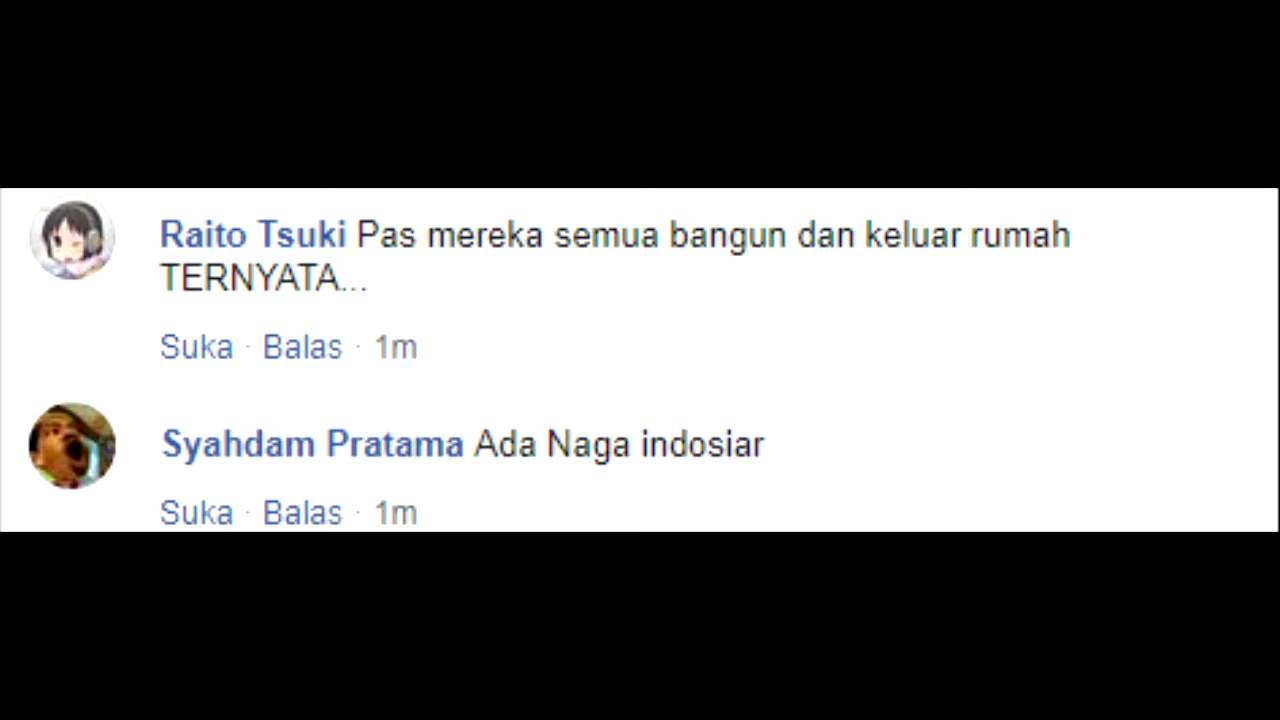 Raito Tsuki Pas mereka semua bangun dan keluar rumah
TERNYATA...
Suka · Balas · 1m
Syahdam Pratama Ada Naga indosiar
Suka · Balas · 1m